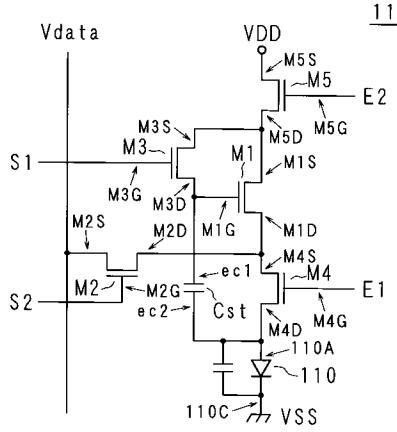 11
Vdata
VDD
M5S
M5
E2
M5G
M5D
M3S
M3
S1
M3G
M3D
M1
M1S
M1G
M1D
M2S
M2D
M4S
M4
E1
M4G
M4D
ec1
Cst
ec2
M2
M2G
S2
110A
110
110C
VSS